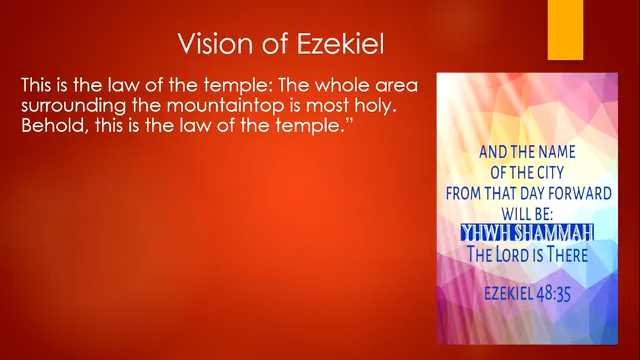 Vision of Ezekiel
This is the law of the temple: The whole area
surrounding the mountaintop is most holy.
Behold, this is the law of the temple.”
AND THE NAME
OF THE CITY
FROM THAT DAY FORWARD
WILL BE:
YHWH SHAMMAH
THE LORD IS THERE
EZEKIEL 48:35